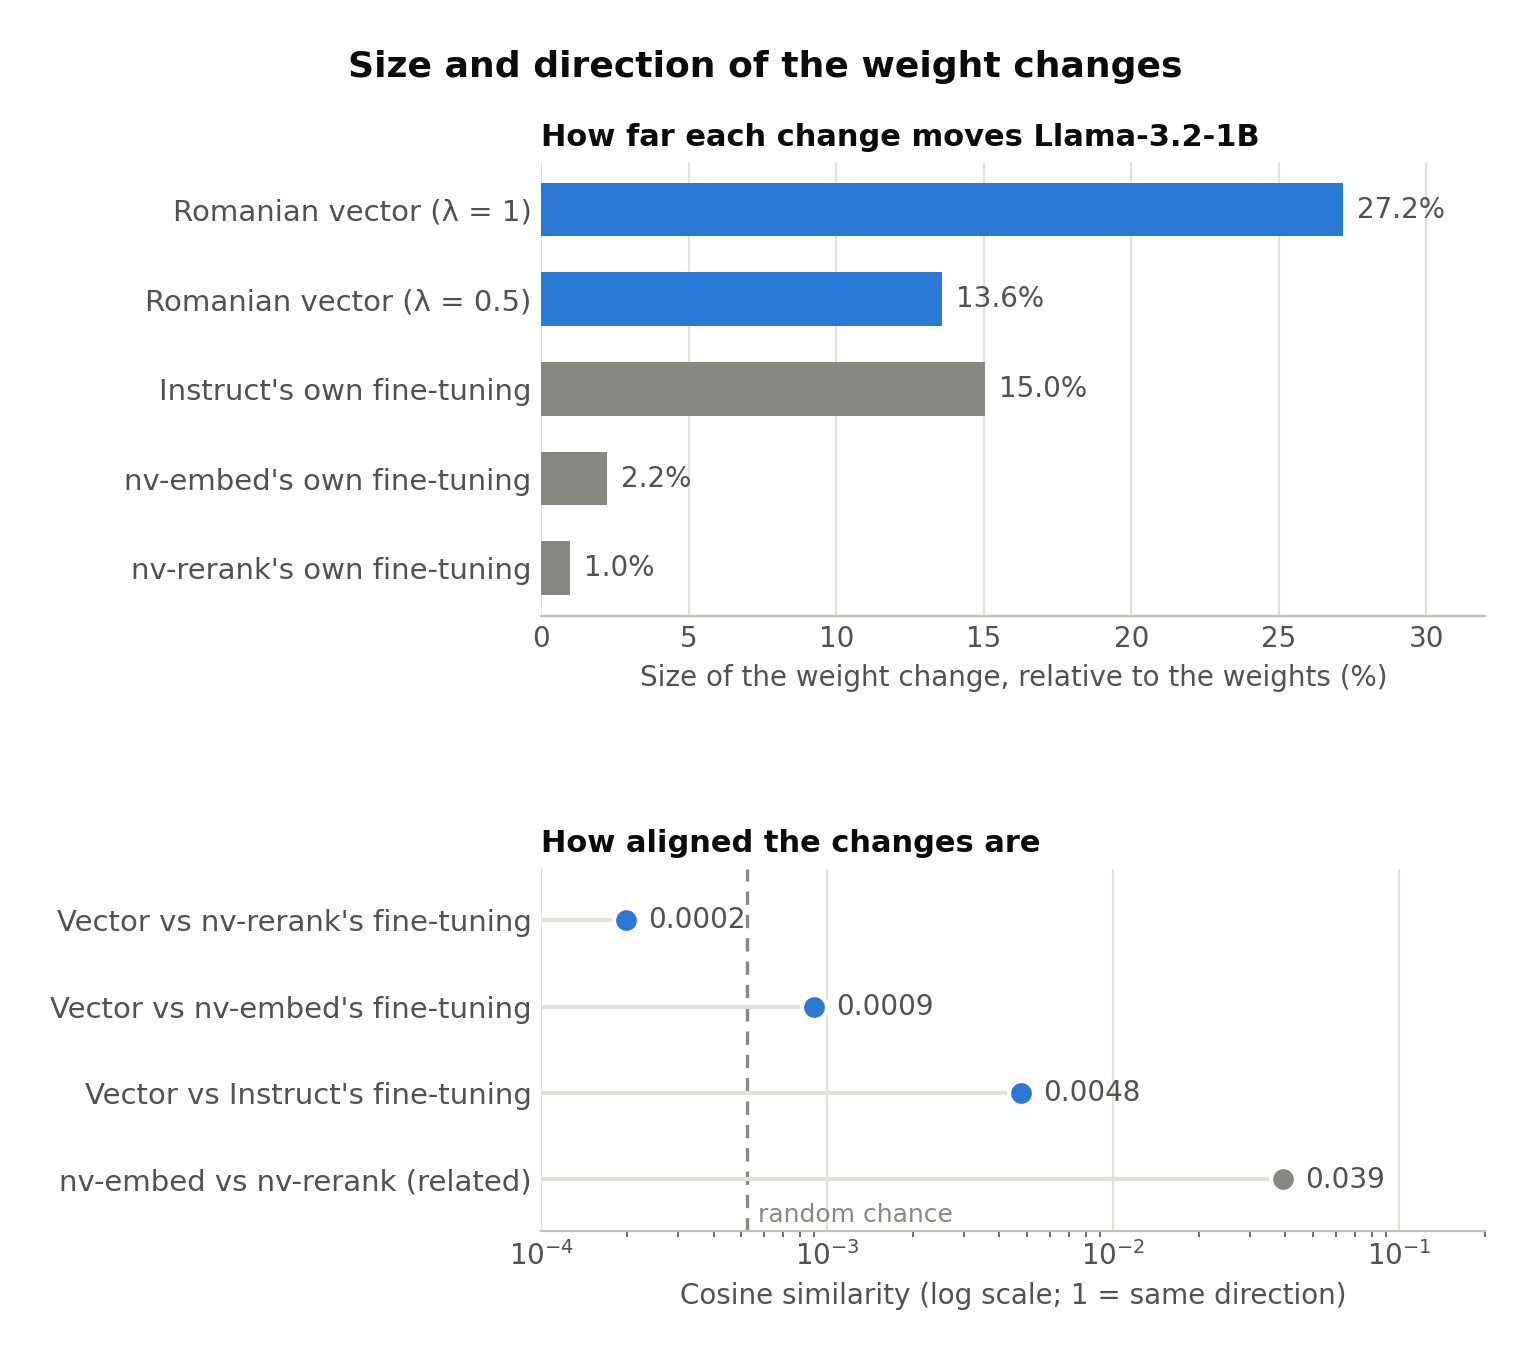 Size and direction of the weight changes
How far each change moves Llama-3.2-1B
Romanian vector (λ = 1)
27.2%
Romanian vector (λ = 0.5)
13.6%
Instruct's own fine-tuning
15.0%
nv-embed's own fine-tuning
2.2%
nv-rerank's own fine-tuning
1.0%
0 5 10 15 20 25 30
Size of the weight change, relative to the weights (%)
How aligned the changes are
Vector vs nv-rerank's fine-tuning
0.0002
Vector vs nv-embed's fine-tuning
0.0009
Vector vs Instruct's fine-tuning
0.0048
nv-embed vs nv-rerank (related)
0.039
random chance
10⁻⁴ 10⁻³ 10⁻² 10⁻¹
Cosine similarity (log scale; 1 = same direction)